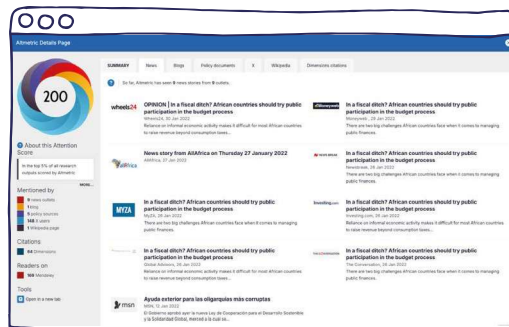 Altmetric Details Page
200
About this Attention
Score
In the top 5% of all research
outputs scored by Altmetric
MORE...
Mentioned by
9 news outlets
1 blog
5 policy sources
148 X users
1 Wikipedia page
Citations
84 Dimensions
Readers on
169 Mendeley
Tools
Open in a new tab
SUMMARY
News
Blogs
Policy documents
X
Wikipedia
Dimensions citations
So far, Altmetric has seen 9 news stories from 9 outlets.
wheels24
OPINION | In a fiscal ditch? African countries should try public
participation in the budget process
Wheels24, 30 Jan 2022
Reliance on informal economic activity makes it difficult for most African countries
to raise revenue beyond consumption taxes...
Moneyweb
In a fiscal ditch? African countries should try public
participation in the budget process
There are two big challenges African countries face when it comes to managing
public finances.
allAfrica
News story from AllAfrica on Thursday 27 January 2022
AllAfrica, 27 Jan 2022
In a fiscal ditch? African countries should try public
participation in the budget process
Newsbreak, 26 Jan 2022
There are two big challenges African countries face when it comes to managing
public finances.
MYZA
In a fiscal ditch? African countries should try public
participation in the budget process
MyZA, 26 Jan 2022
There are two big challenges African countries face when it comes to managing
public finances.
Investing.com
In a fiscal ditch? African countries should try public
participation in the budget process
Investing.com, 26 Jan 2022
Reliance on informal economic activity makes it difficult for most African countries
to raise revenue beyond consumption taxes...
In a fiscal ditch? African countries should try public
participation in the budget process
Global Advisors, 26 Jan 2022
Reliance on informal economic activity makes it difficult for most African countries
to raise revenue beyond consumption taxes...
In a fiscal ditch? African countries should try public
participation in the budget process
The Conversation, 26 Jan 2022
There are two big challenges African countries face when it comes to managing
public finances.
msn
Ayuda exterior para las oligarquías más corruptas
MSN, 12 Jan 2022
El Gobierno aprobó ayer la nueva Ley de Cooperación para el Desarrollo Sostenible
y la Solidaridad Global, merced a la cual se...